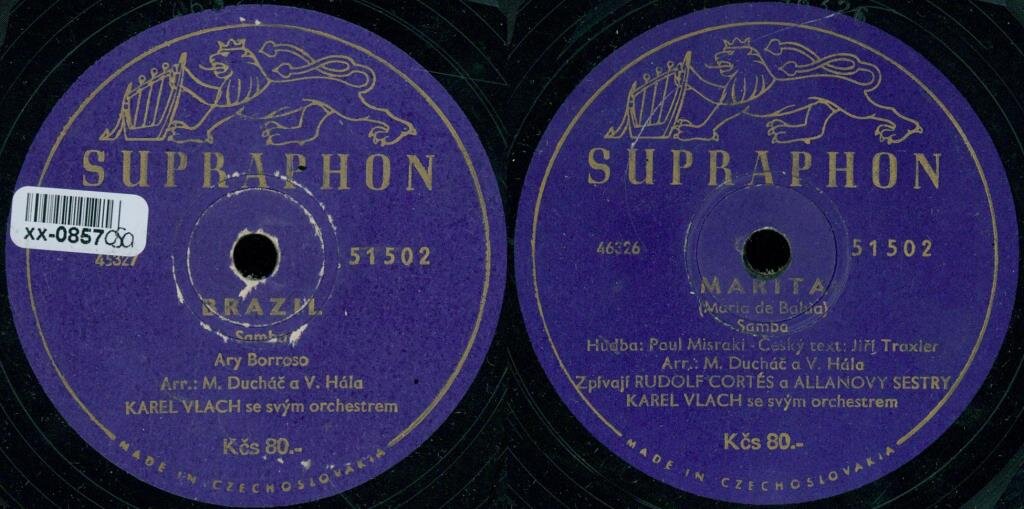 SUPRAPHON
xx-0857
51502
BRAZIL
Samba
Ary Borroso
Arr.: M. Ducháč a V. Hála
KAREL VLACH se svým orchestrem
Kčs 80.-
MADE IN CZECHOSLOVAKIA
SUPRAPHON
46326
51502
MARITA
(Maria de Bahia)
Samba
Hudba: Paul Misraki - Český text: Jiří Traxler
Arr.: M. Ducháč a V. Hála
Zpívají RUDOLF CORTÉS a ALLANOVY SESTRY
KAREL VLACH se svým orchestrem
Kčs 80.-
MADE IN CZECHOSLOVAKIA